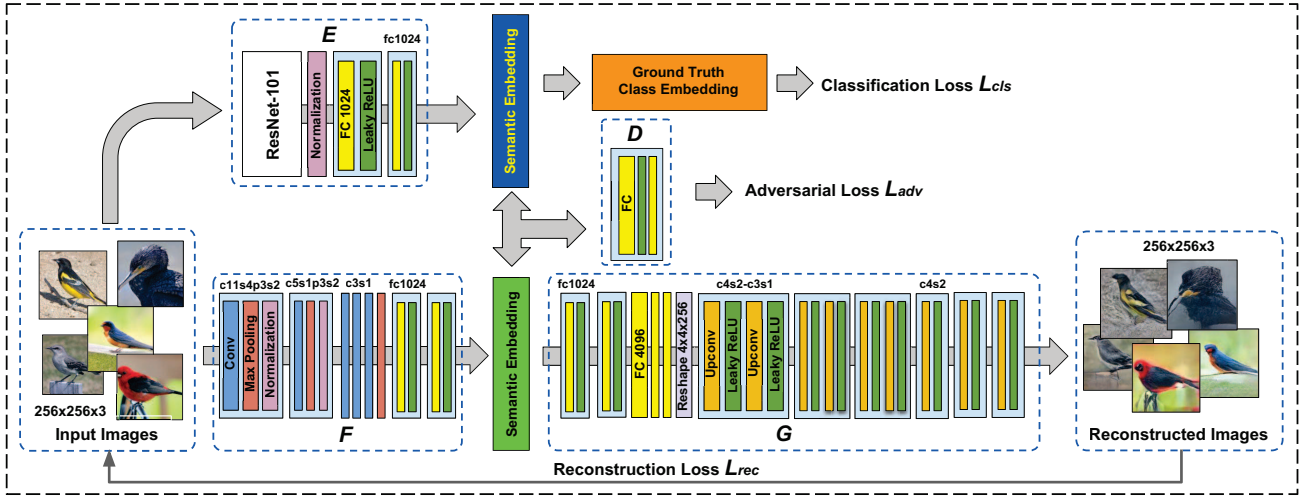 E
fc1024
ResNet-101
Normalization
FC 1024
Leaky ReLU
Semantic Embedding
Ground Truth
Class Embedding
Classification Loss Lcls
D
FC
Adversarial Loss Ladv
256x256x3
Input Images
c11s4p3s2
c5s1p3s2
c3s1
fc1024
Conv
Max Pooling
Normalization
F
Semantic Embedding
fc1024
c4s2-c3s1
c4s2
FC 4096
Reshape 4x4x256
Upconv
Leaky ReLU
Upconv
Leaky ReLU
G
256x256x3
Reconstructed Images
Reconstruction Loss Lrec